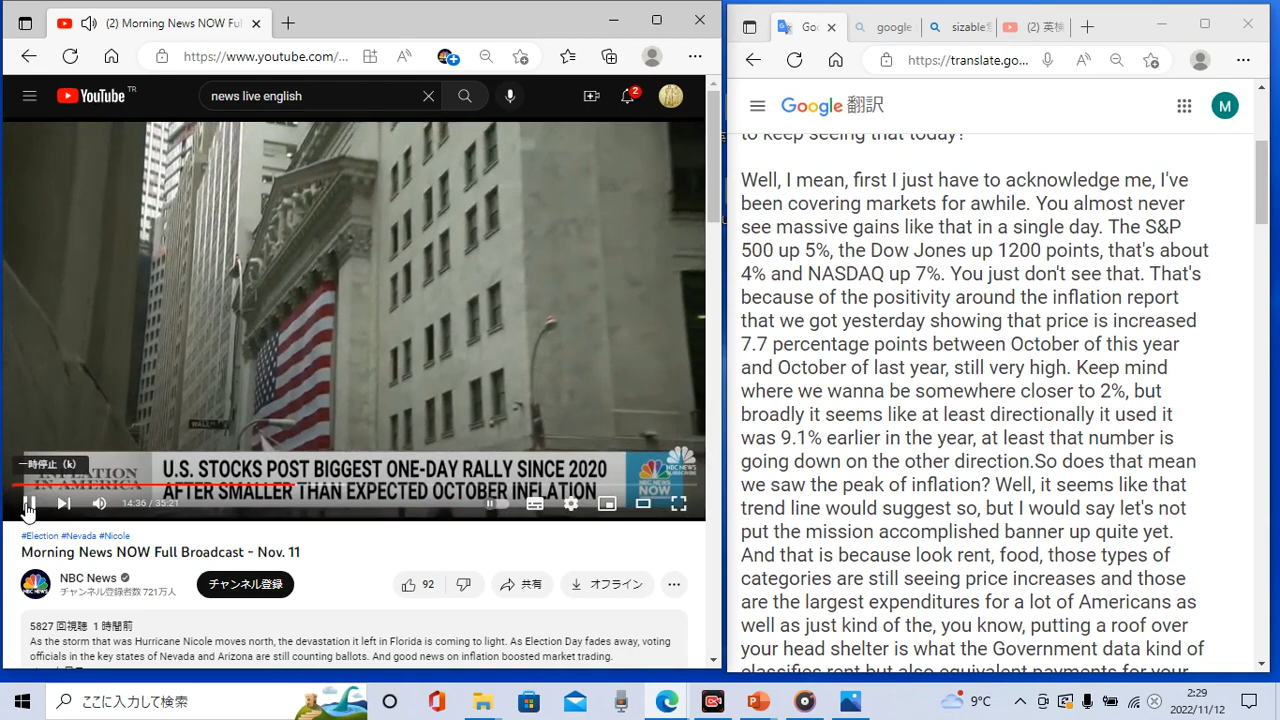 (2) Morning News NOW Ful
https://www.youtube.com/...
YouTube TR
news live english
2
一時停止 (k)
INFLATION
IN AMERICA
U.S. STOCKS POST BIGGEST ONE-DAY RALLY SINCE 2020
AFTER SMALLER THAN EXPECTED OCTOBER INFLATION
NBC NEWS
NBC
NEWS
NOW
WALL
14:36 / 35:21
#Election #Nevada #Nicole
Morning News NOW Full Broadcast - Nov. 11
NBC News
チャンネル登録者数 721万人
チャンネル登録
92
共有
オフライン
5827 回視聴 1 時間前
As the storm that was Hurricane Nicole moves north, the devastation it left in Florida is coming to light. As Election Day fades away, voting
officials in the key states of Nevada and Arizona are still counting ballots. And good news on inflation boosted market trading.
Goo
google
sizable
(2) 英検
https://translate.go...
Google 翻訳
M
to keep seeing that today?
Well, I mean, first I just have to acknowledge me, I've
been covering markets for awhile. You almost never
see massive gains like that in a single day. The S&P
500 up 5%, the Dow Jones up 1200 points, that's about
4% and NASDAQ up 7%. You just don't see that. That's
because of the positivity around the inflation report
that we got yesterday showing that price is increased
7.7 percentage points between October of this year
and October of last year, still very high. Keep mind
where we wanna be somewhere closer to 2%, but
broadly it seems like at least directionally it used it
was 9.1% earlier in the year, at least that number is
going down on the other direction.So does that mean
we saw the peak of inflation? Well, it seems like that
trend line would suggest so, but I would say let's not
put the mission accomplished banner up quite yet.
And that is because look rent, food, those types of
categories are still seeing price increases and those
are the largest expenditures for a lot of Americans as
well as just kind of the, you know, putting a roof over
your head shelter is what the Government data kind of
classifies rent but also equivalent payments for your
ここに入力して検索
9°C
2:29
2022/11/12